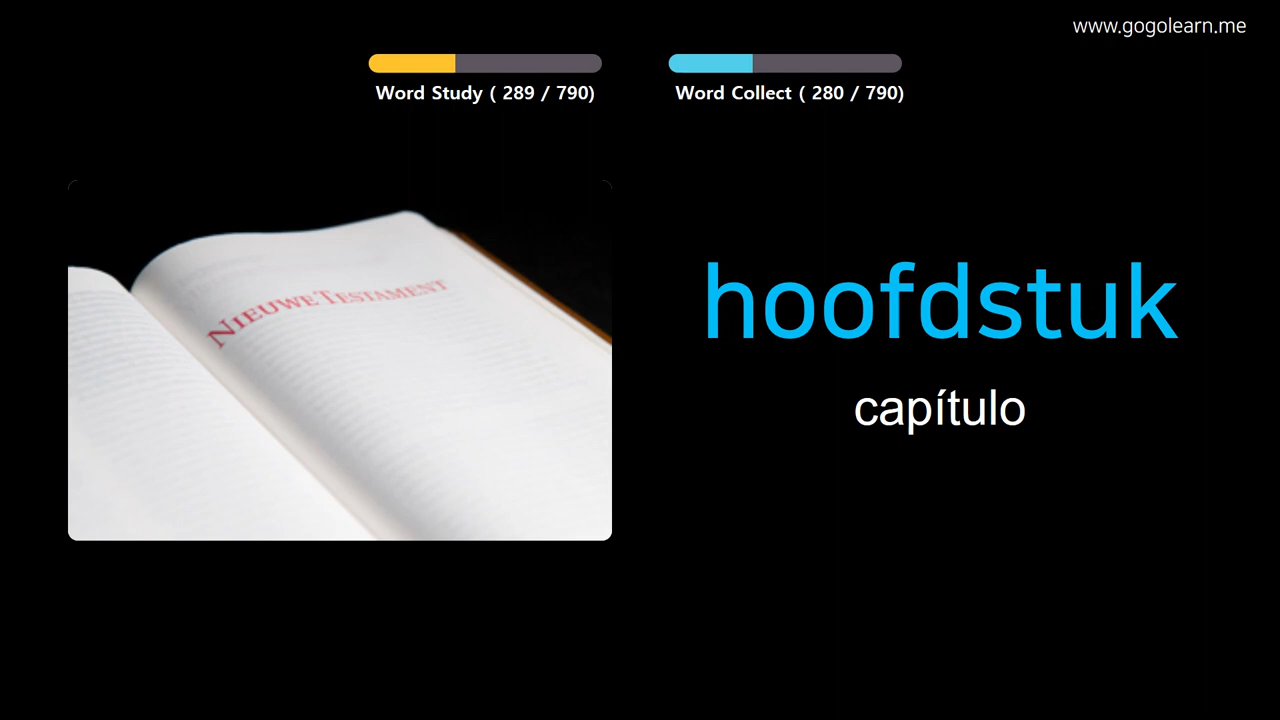 www.gogolearn.me
Word Study ( 289 / 790)
Word Collect ( 280 / 790)
NIEUWE TESTAMENT
hoofdstuk
capítulo